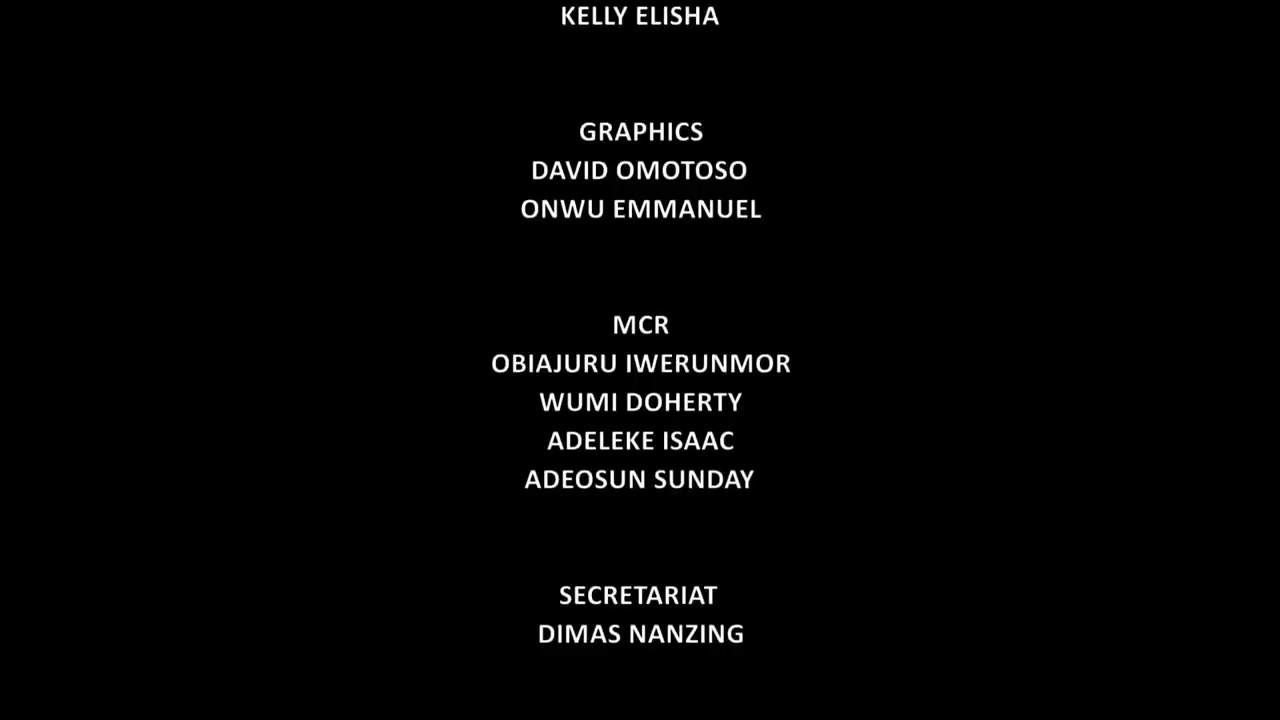 KELLY ELISHA
GRAPHICS
DAVID OMOTOSO
ONWU EMMANUEL
MCR
OBIAJURU IWERUNMOR
WUMI DOHERTY
ADELEKE ISAAC
ADEOSUN SUNDAY
SECRETARIAT
DIMAS NANZING